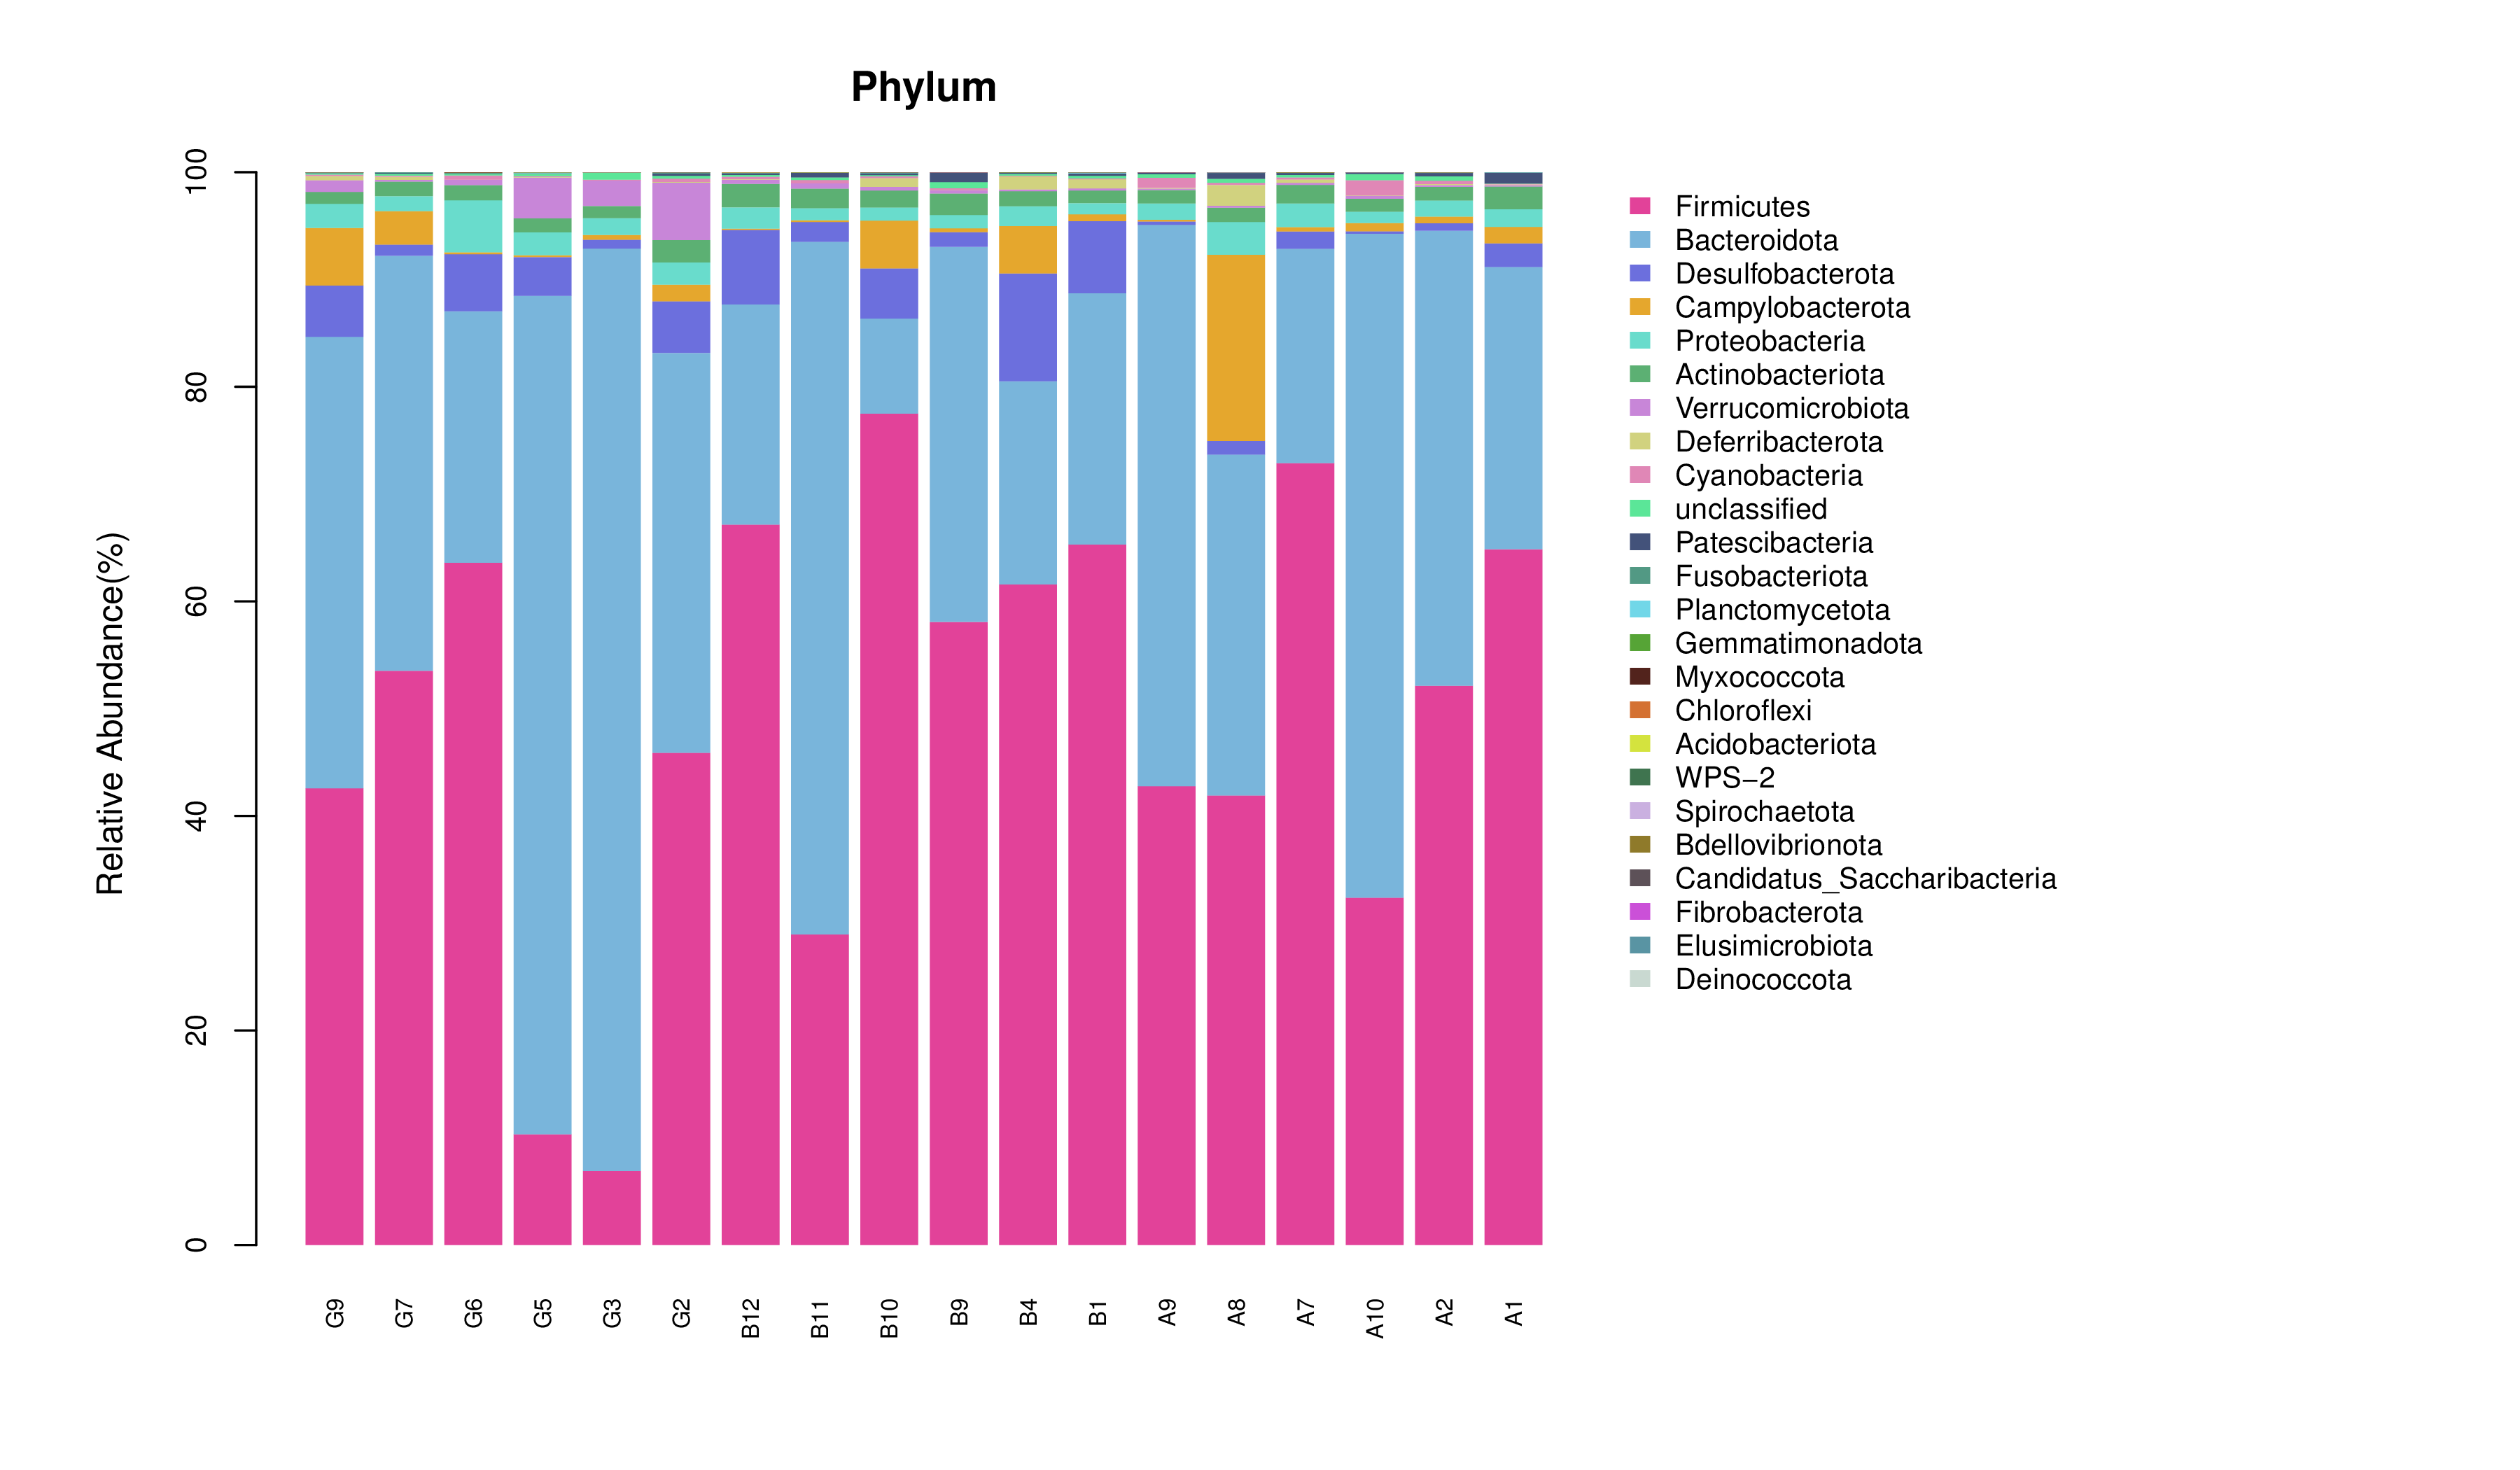 Phylum
Relative Abundance(%)
100
80
60
40
20
0
G9 G7 G6 G5 G3 G2 B12 B11 B10 B9 B4 B1 A9 A8 A7 A10 A2 A1
Firmicutes
Bacteroidota
Desulfobacterota
Campylobacterota
Proteobacteria
Actinobacteriota
Verrucomicrobiota
Deferribacterota
Cyanobacteria
unclassified
Patescibacteria
Fusobacteriota
Planctomycetota
Gemmatimonadota
Myxococcota
Chloroflexi
Acidobacteriota
WPS−2
Spirochaetota
Bdellovibrionota
Candidatus_Saccharibacteria
Fibrobacterota
Elusimicrobiota
Deinococcota